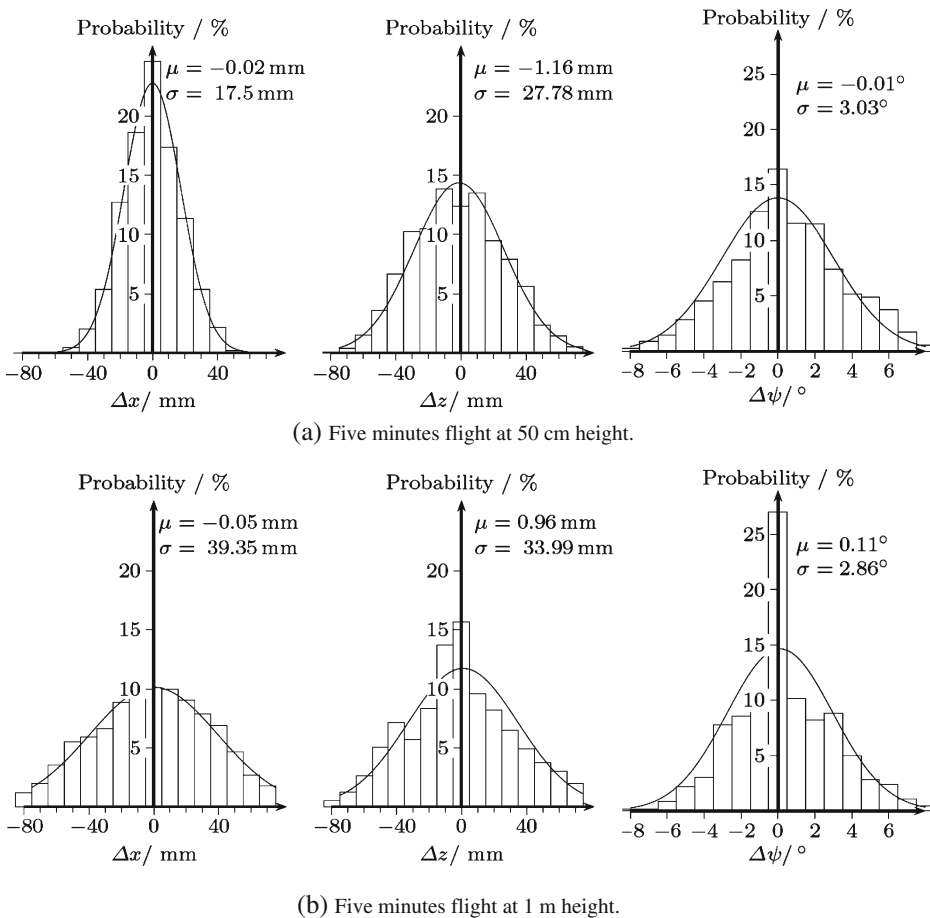 Probability / %
μ = −0.02 mm
σ = 17.5 mm
20
15
10
5
−80 −40 0 40
Δx/ mm
Probability / %
μ = −1.16 mm
σ = 27.78 mm
20
15
10
5
−80 −40 0 40
Δz/ mm
Probability / %
μ = −0.01°
σ = 3.03°
25
20
15
10
5
−8 −6 −4 −2 0 2 4 6
Δψ/ °
(a) Five minutes flight at 50 cm height.
Probability / %
μ = −0.05 mm
σ = 39.35 mm
20
15
10
5
−80 −40 0 40
Δx/ mm
Probability / %
μ = 0.96 mm
σ = 33.99 mm
20
15
10
5
−80 −40 0 40
Δz/ mm
Probability / %
μ = 0.11°
σ = 2.86°
25
20
15
10
5
−8 −6 −4 −2 0 2 4 6
Δψ/ °
(b) Five minutes flight at 1 m height.